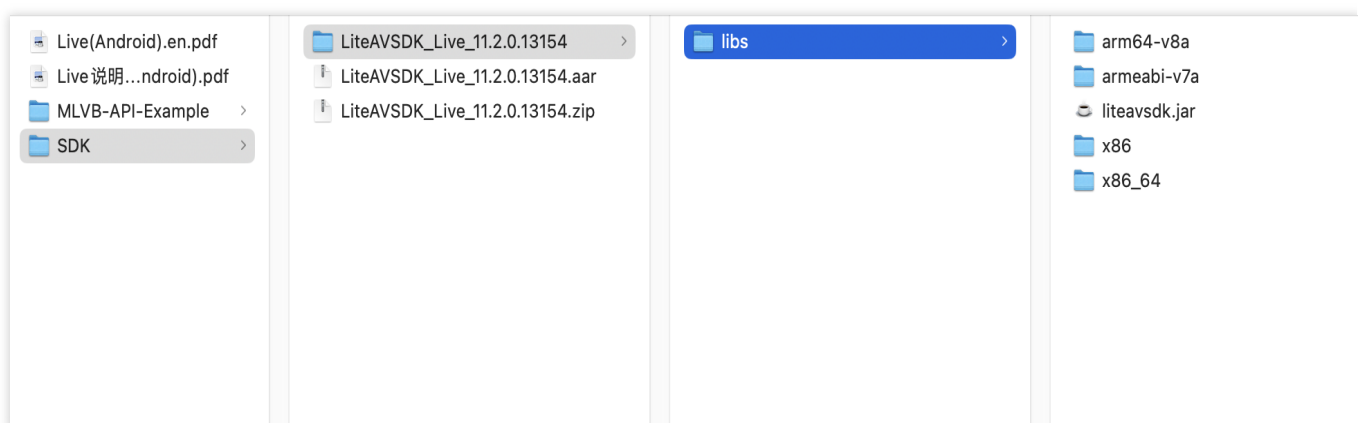 Live(Android).en.pdf
Live说明...ndroid).pdf
MLVB-API-Example
SDK
LiteAVSDK_Live_11.2.0.13154
LiteAVSDK_Live_11.2.0.13154.aar
LiteAVSDK_Live_11.2.0.13154.zip
libs
arm64-v8a
armeabi-v7a
liteavsdk.jar
x86
x86_64